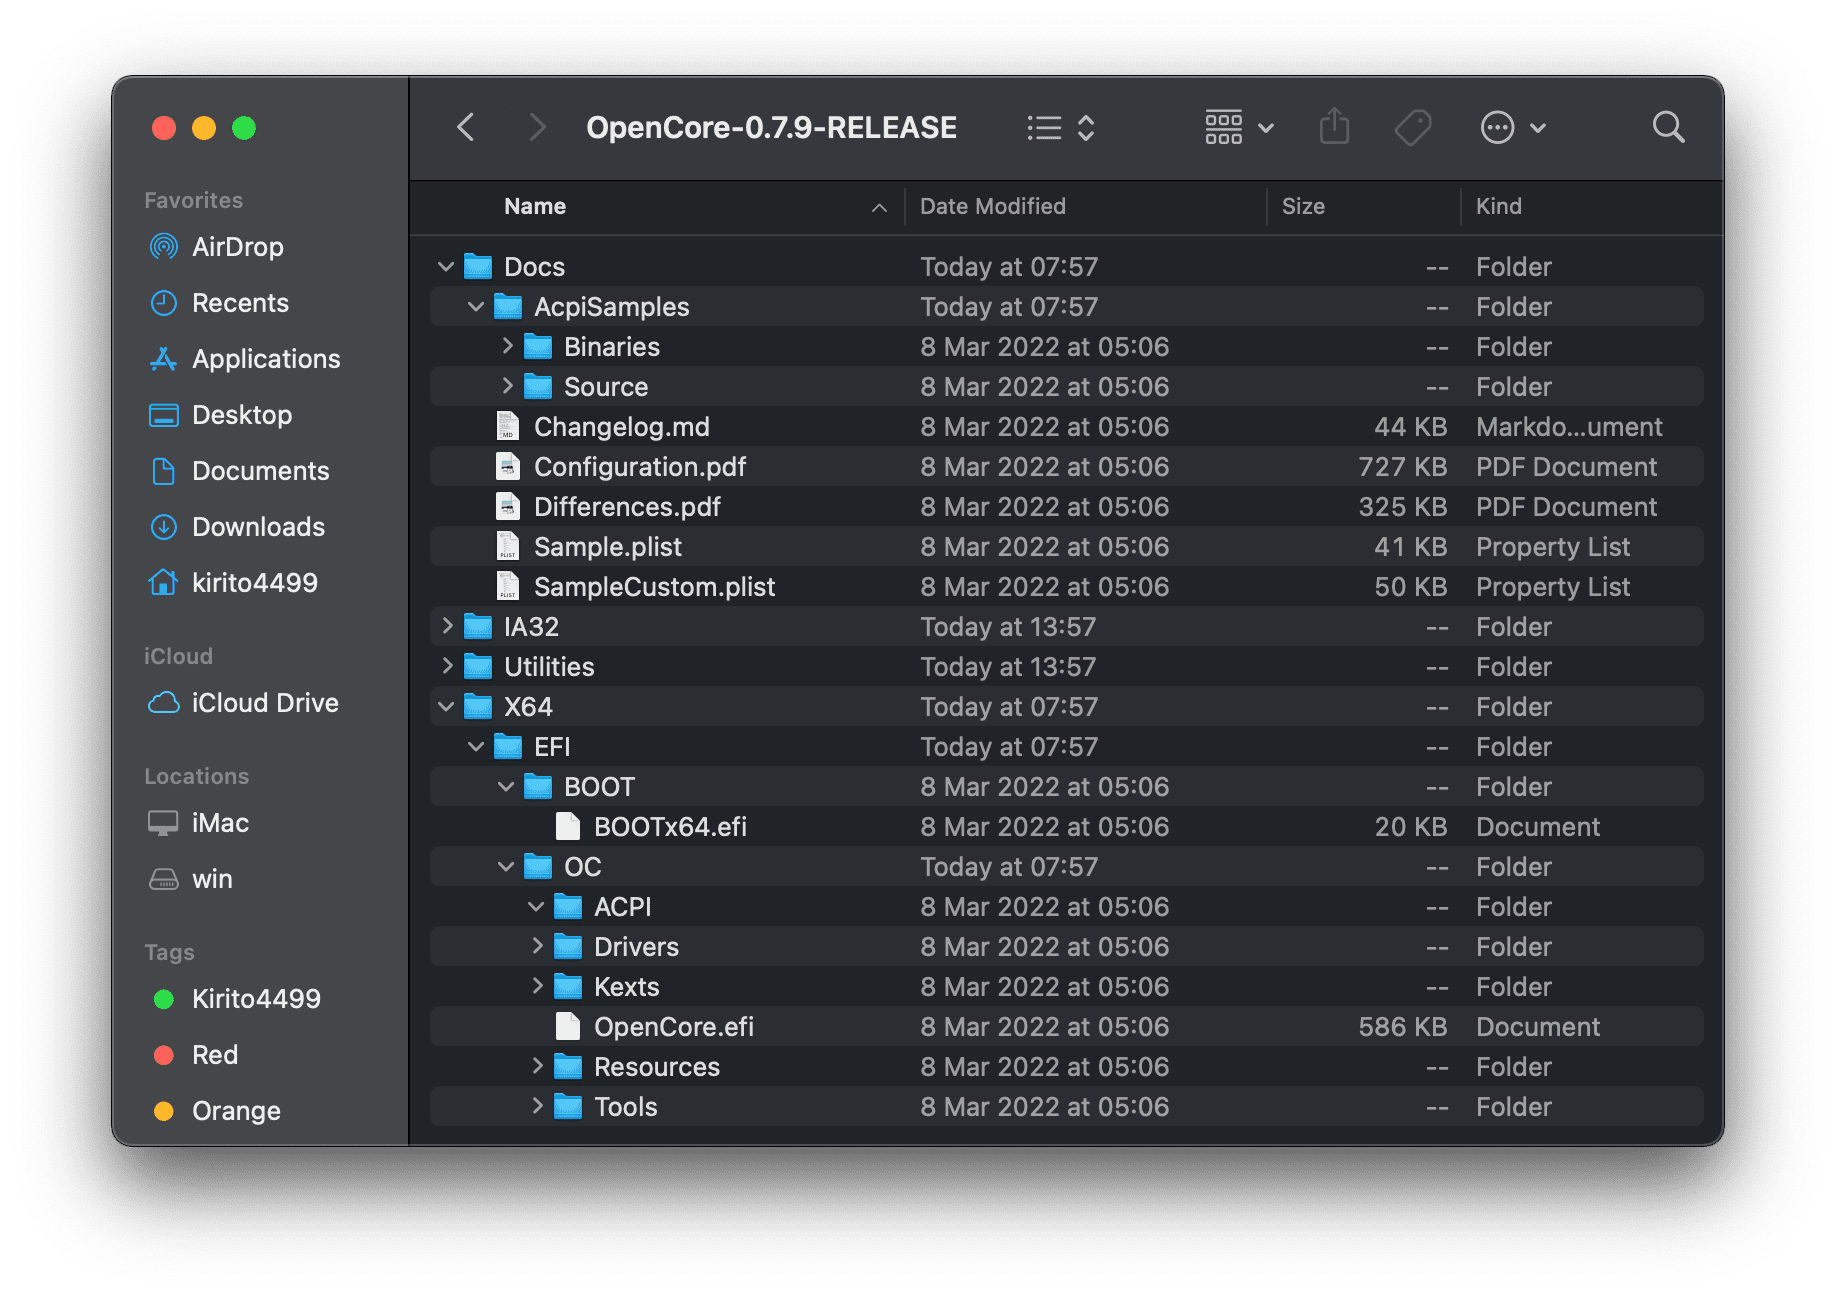 OpenCore-0.7.9-RELEASE
Favorites
AirDrop
Recents
Applications
Desktop
Documents
Downloads
kirito4499
iCloud
iCloud Drive
Locations
iMac
win
Tags
Kirito4499
Red
Orange
Name Date Modified Size Kind
Docs Today at 07:57 -- Folder
AcpiSamples Today at 07:57 -- Folder
Binaries 8 Mar 2022 at 05:06 -- Folder
Source 8 Mar 2022 at 05:06 -- Folder
Changelog.md 8 Mar 2022 at 05:06 44 KB Markdo...ument
Configuration.pdf 8 Mar 2022 at 05:06 727 KB PDF Document
Differences.pdf 8 Mar 2022 at 05:06 325 KB PDF Document
Sample.plist 8 Mar 2022 at 05:06 41 KB Property List
SampleCustom.plist 8 Mar 2022 at 05:06 50 KB Property List
IA32 Today at 13:57 -- Folder
Utilities Today at 13:57 -- Folder
X64 Today at 07:57 -- Folder
EFI Today at 07:57 -- Folder
BOOT 8 Mar 2022 at 05:06 -- Folder
BOOTx64.efi 8 Mar 2022 at 05:06 20 KB Document
OC Today at 07:57 -- Folder
ACPI 8 Mar 2022 at 05:06 -- Folder
Drivers 8 Mar 2022 at 05:06 -- Folder
Kexts 8 Mar 2022 at 05:06 -- Folder
OpenCore.efi 8 Mar 2022 at 05:06 586 KB Document
Resources 8 Mar 2022 at 05:06 -- Folder
Tools 8 Mar 2022 at 05:06 -- Folder